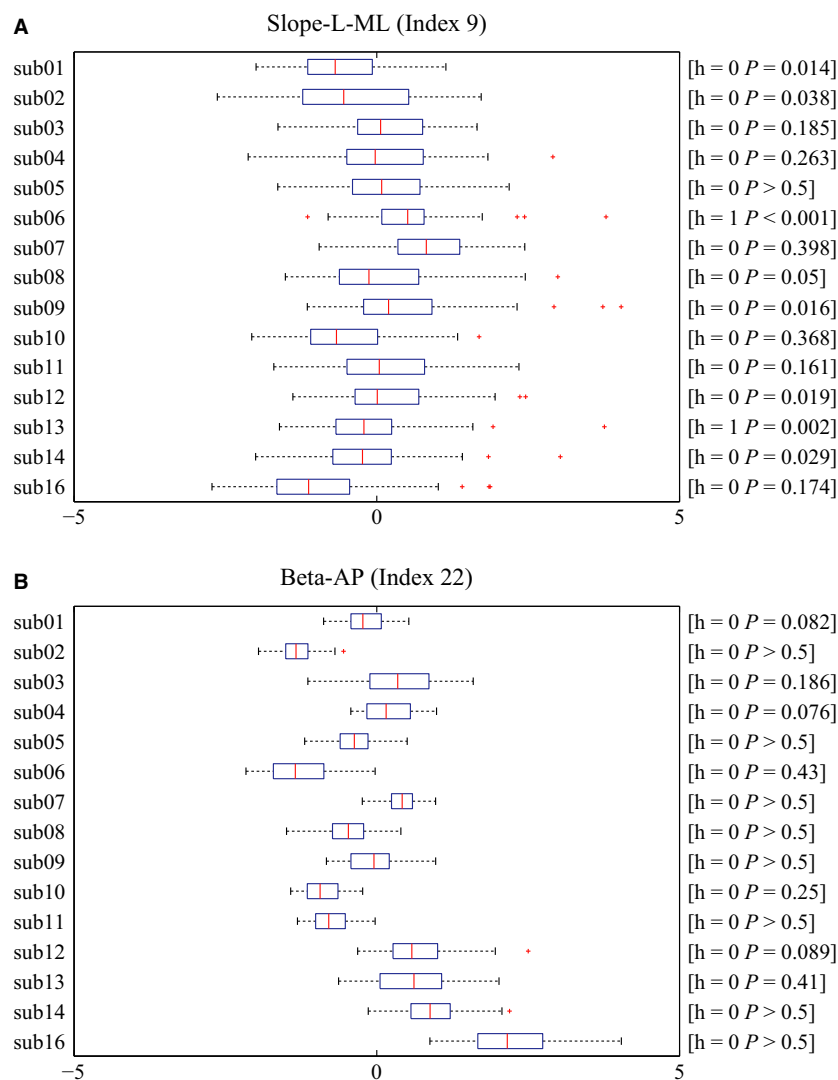 A
Slope-L-ML (Index 9)
sub01 [h = 0 P = 0.014]
sub02 [h = 0 P = 0.038]
sub03 [h = 0 P = 0.185]
sub04 [h = 0 P = 0.263]
sub05 [h = 0 P > 0.5]
sub06 [h = 1 P < 0.001]
sub07 [h = 0 P = 0.398]
sub08 [h = 0 P = 0.05]
sub09 [h = 0 P = 0.016]
sub10 [h = 0 P = 0.368]
sub11 [h = 0 P = 0.161]
sub12 [h = 0 P = 0.019]
sub13 [h = 1 P = 0.002]
sub14 [h = 0 P = 0.029]
sub16 [h = 0 P = 0.174]
−5 0 5
B
Beta-AP (Index 22)
sub01 [h = 0 P = 0.082]
sub02 [h = 0 P > 0.5]
sub03 [h = 0 P = 0.186]
sub04 [h = 0 P = 0.076]
sub05 [h = 0 P > 0.5]
sub06 [h = 0 P = 0.43]
sub07 [h = 0 P > 0.5]
sub08 [h = 0 P > 0.5]
sub09 [h = 0 P > 0.5]
sub10 [h = 0 P = 0.25]
sub11 [h = 0 P > 0.5]
sub12 [h = 0 P = 0.089]
sub13 [h = 0 P = 0.41]
sub14 [h = 0 P > 0.5]
sub16 [h = 0 P > 0.5]
−5 0 5